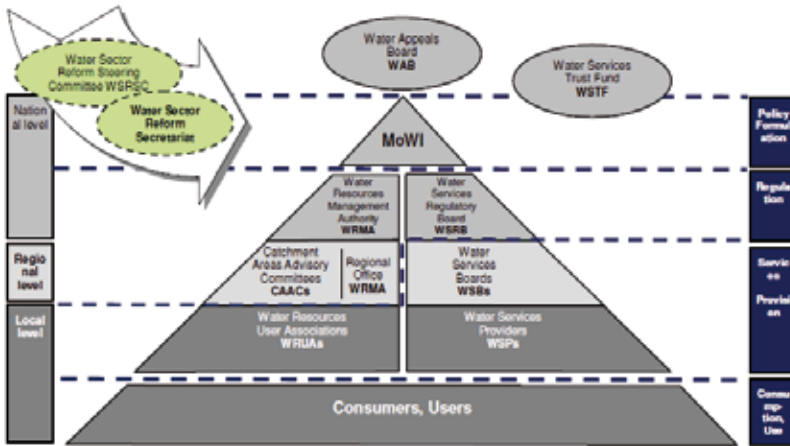 Water Sector
Reform Steering
Committee WSRSC
Water Sector
Reform
Secretariat
Water Appeals
Board
WAB
Water Services
Trust Fund
WSTF
Nation
al level
MoWI
Policy
Formul
ation
Water
Resources
Management
Authority
WRMA
Water
Services
Regulatory
Board
WSRB
Regula
tion
Regio
nal level
Catchment
Areas Advisory
Committees
CAACs
Regional
Office
WRMA
Water
Services
Boards
WSBs
Servic
es
Provisi
on
Local
level
Water Resources
User Associations
WRUAs
Water Services
Providers
WSPs
Consumers, Users
Consu
mp-
tion,
Use